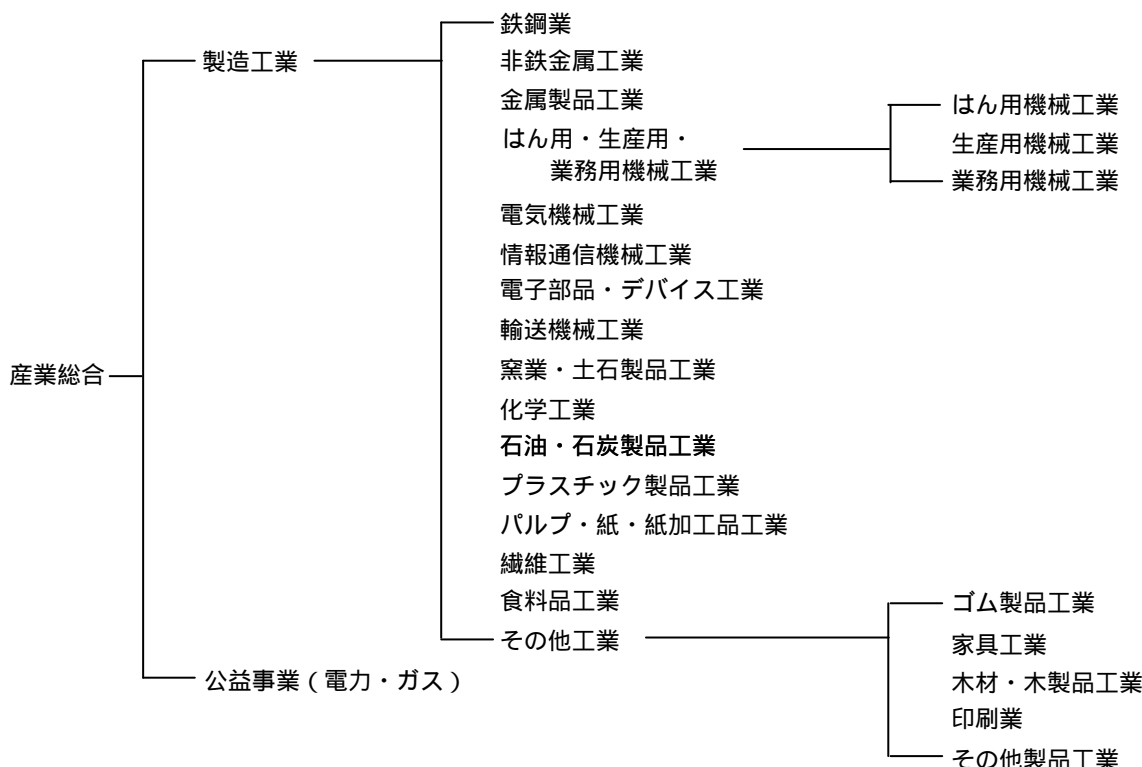 産業総合
製造工業
鉄鋼業
非鉄金属工業
金属製品工業
はん用・生産用・
業務用機械工業
はん用機械工業
生産用機械工業
業務用機械工業
電気機械工業
情報通信機械工業
電子部品・デバイス工業
輸送機械工業
窯業・土石製品工業
化学工業
石油・石炭製品工業
プラスチック製品工業
パルプ・紙・紙加工品工業
繊維工業
食料品工業
その他工業
ゴム製品工業
家具工業
木材・木製品工業
印刷業
その他製品工業
公益事業(電力・ガス)